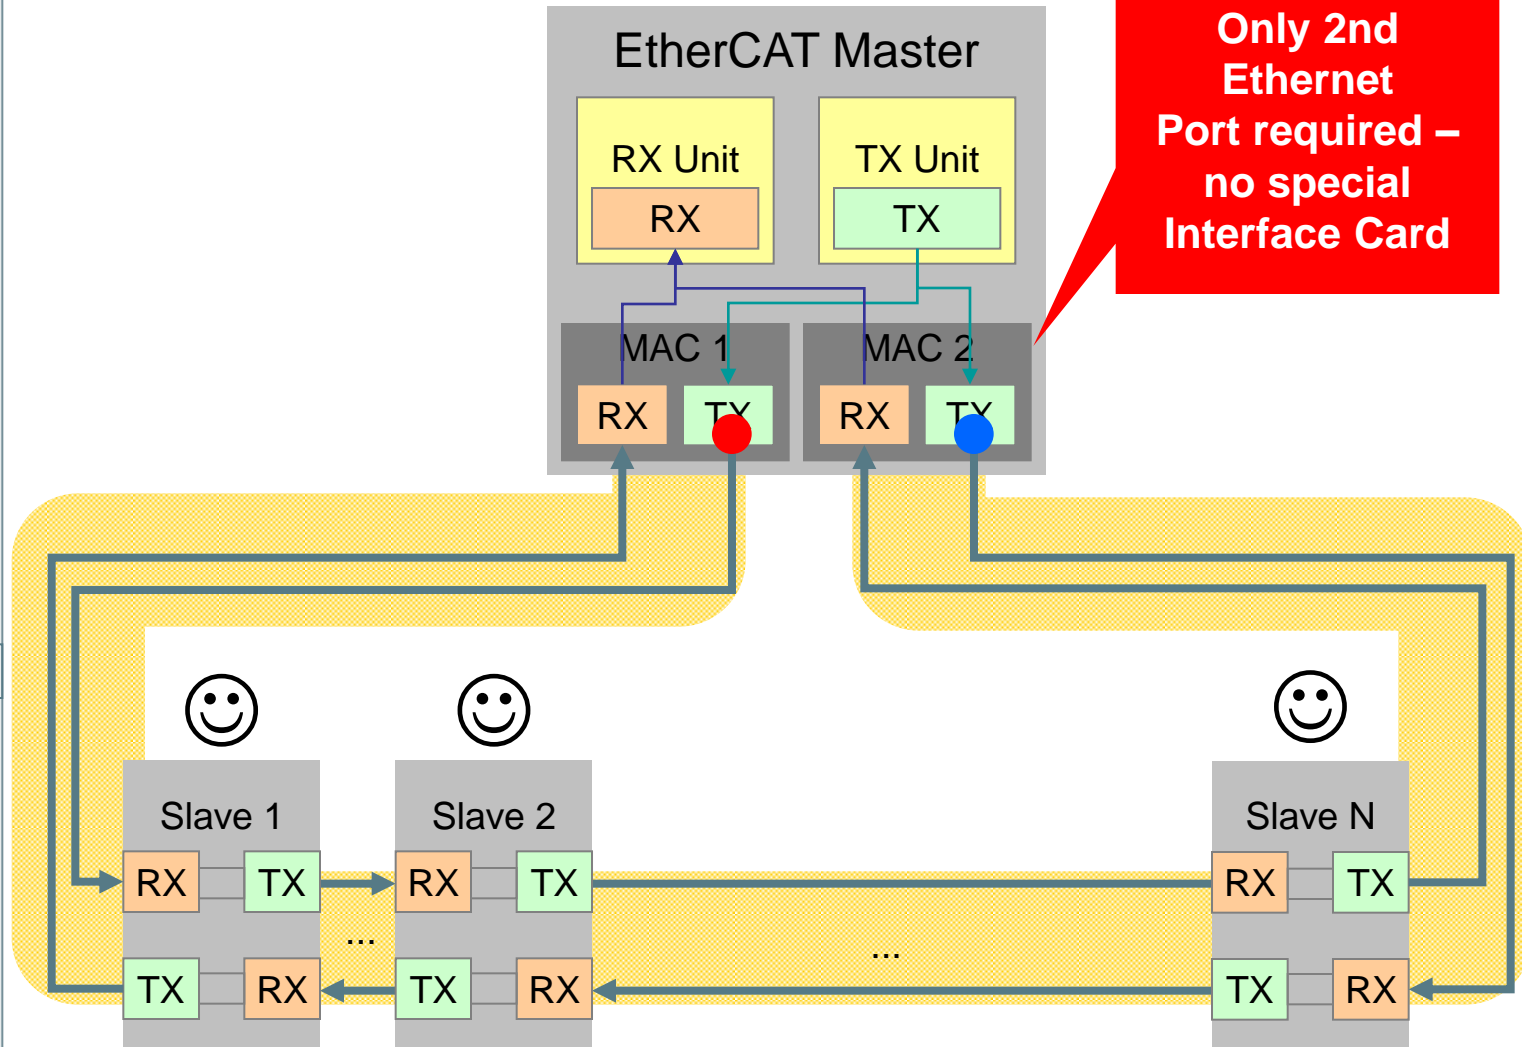 EtherCAT Master
Only 2nd
Ethernet
Port required –
no special
Interface Card
RX Unit
TX Unit
RX
TX
MAC 1
MAC 2
RX
TX
RX
TX
Slave 1
Slave 2
Slave N
RX
TX
RX
TX
RX
TX
...
...
TX
RX
TX
RX
TX
RX